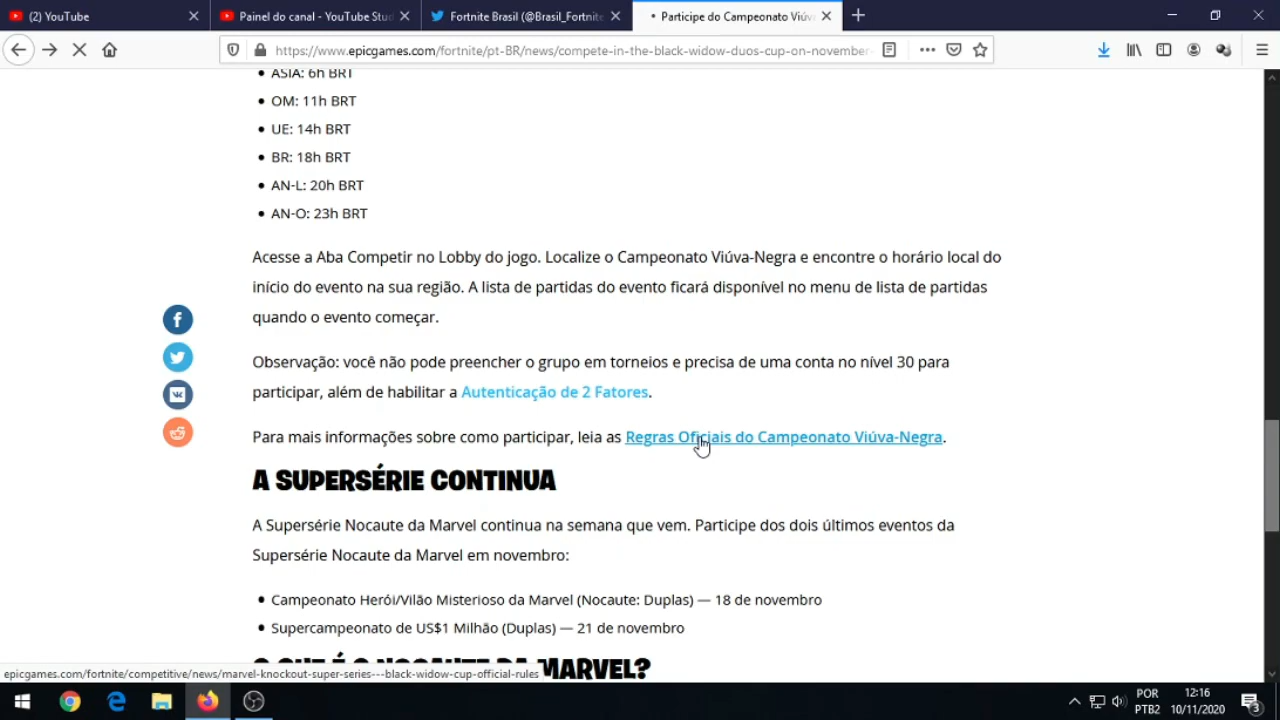 (2) YouTube
Painel do canal - YouTube Stud
Fortnite Brasil (@Brasil_Fortnite
Participe do Campeonato Viúv
https://www.epicgames.com/fortnite/pt-BR/news/compete-in-the-black-widow-duos-cup-on-november-
• ÁSIA: 6h BRT
• OM: 11h BRT
• UE: 14h BRT
• BR: 18h BRT
• AN-L: 20h BRT
• AN-O: 23h BRT
Acesse a Aba Competir no Lobby do jogo. Localize o Campeonato Viúva-Negra e encontre o horário local do
início do evento na sua região. A lista de partidas do evento ficará disponível no menu de lista de partidas
quando o evento começar.
Observação: você não pode preencher o grupo em torneios e precisa de uma conta no nível 30 para
participar, além de habilitar a Autenticação de 2 Fatores.
Para mais informações sobre como participar, leia as Regras Oficiais do Campeonato Viúva-Negra.
A SUPERSÉRIE CONTINUA
A Supersérie Nocaute da Marvel continua na semana que vem. Participe dos dois últimos eventos da
Supersérie Nocaute da Marvel em novembro:
• Campeonato Herói/Vilão Misterioso da Marvel (Nocaute: Duplas) — 18 de novembro
• Supercampeonato de US$1 Milhão (Duplas) — 21 de novembro
O QUE É O NOCAUTE DA MARVEL?
epicgames.com/fortnite/competitive/news/marvel-knockout-super-series---black-widow-cup-official-rules
POR
PTB2
12:16
10/11/2020
3